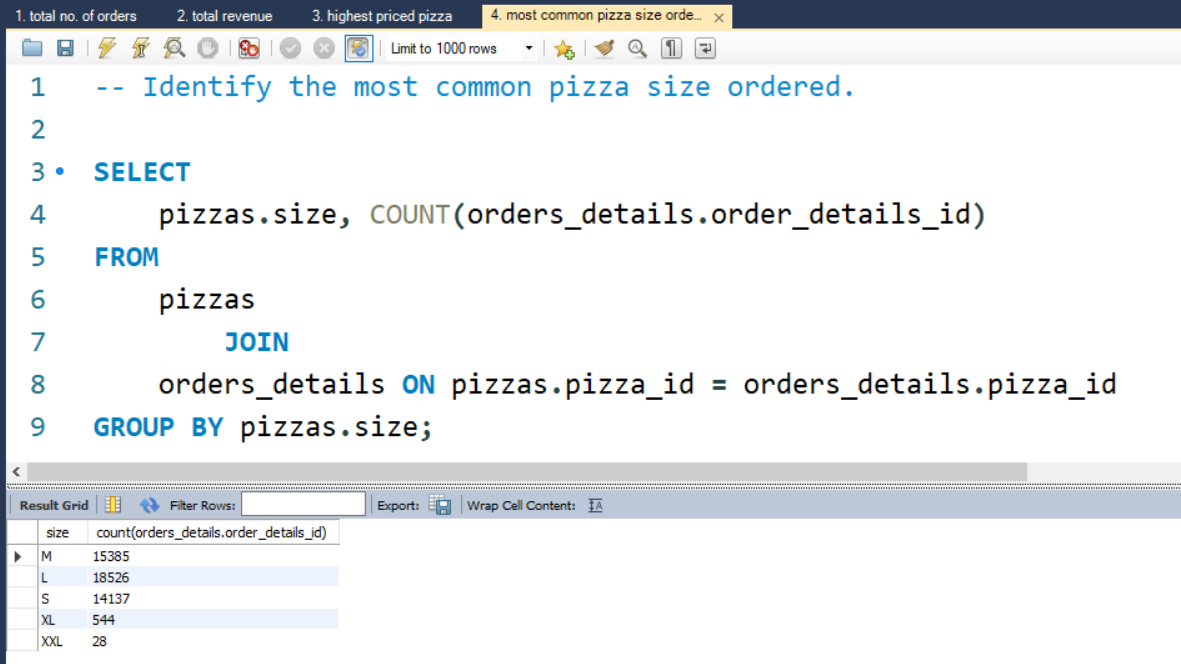 1. total no. of orders 2. total revenue 3. highest priced pizza 4. most common pizza size orde...
Limit to 1000 rows
1 -- Identify the most common pizza size ordered.
2
3 SELECT
4 pizzas.size, COUNT(orders_details.order_details_id)
5 FROM
6 pizzas
7 JOIN
8 orders_details ON pizzas.pizza_id = orders_details.pizza_id
9 GROUP BY pizzas.size;
Result Grid Filter Rows: Export: Wrap Cell Content:
size count(orders_details.order_details_id)
M 15385
L 18526
S 14137
XL 544
XXL 28